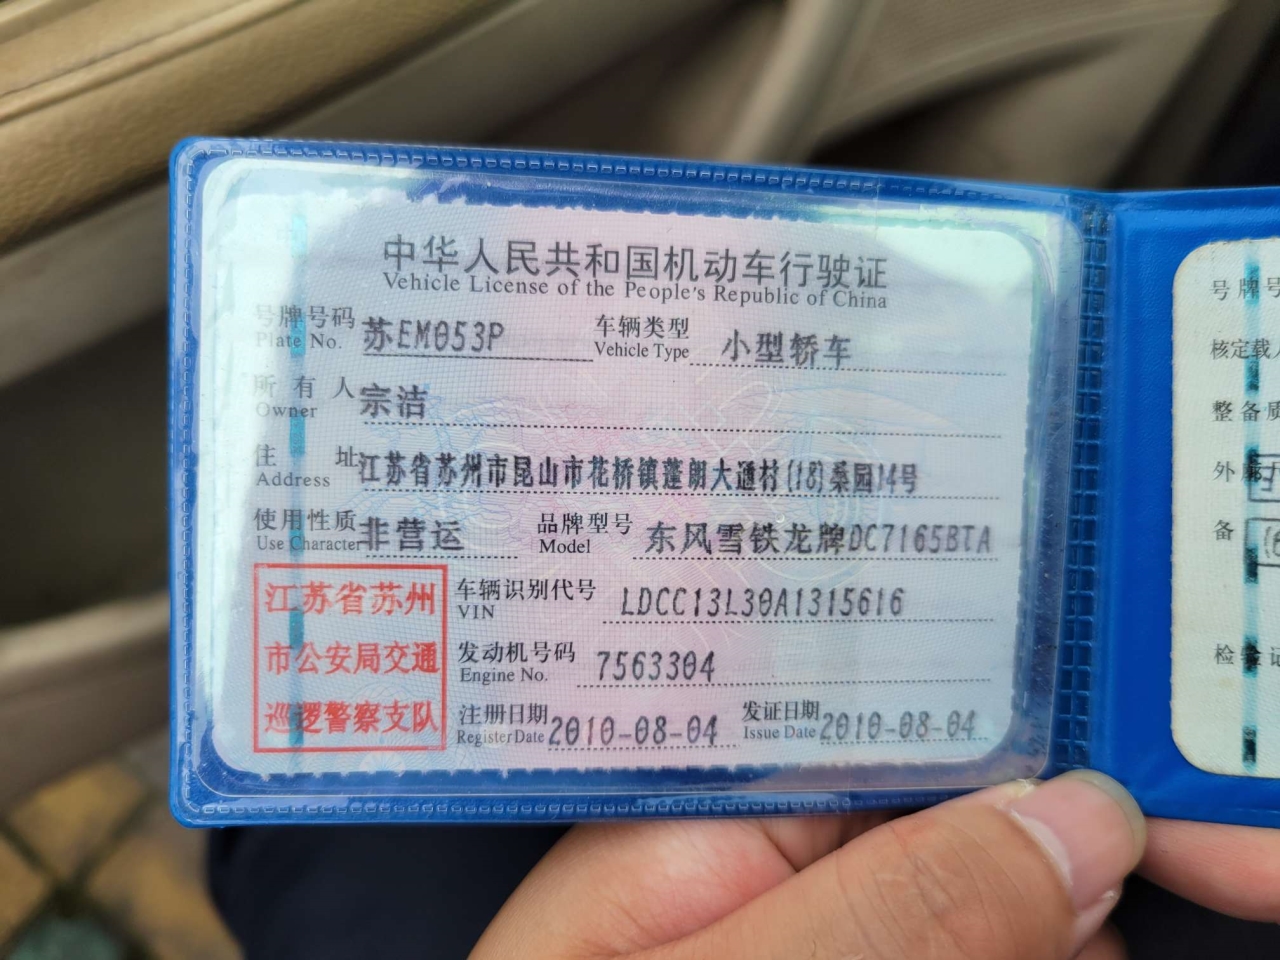 中华人民共和国机动车行驶证
Vehicle License of the People's Republic of China
号牌号码 苏EM053P 车辆类型 小型轿车
Plate No. Vehicle Type
所有人 宗洁
Owner
住址 江苏省苏州市昆山市花桥镇蓬朗大通村(18)桑园14号
Address
使用性质 非营运 品牌型号 东风雪铁龙牌DC7165BTA
Use Character Model
江苏省苏州
市公安局交通
巡逻警察支队
车辆识别代号 LDCC13L30A1315616
VIN
发动机号码 7563304
Engine No.
注册日期 2010-08-04 发证日期 2010-08-04
Register Date Issue Date
号牌号
核定载人
整备质
外
备
检验记